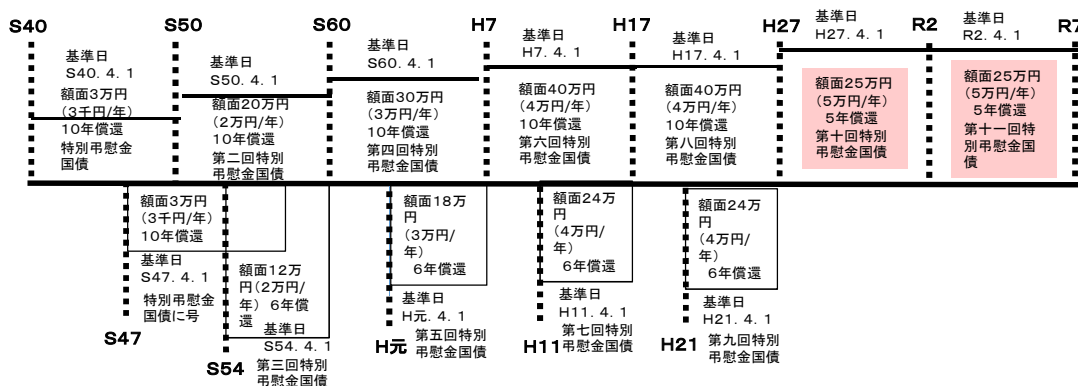 S40
S50
S60
H7
H17
H27
R2
R7
基準日
S40. 4. 1
額面3万円
(3千円/年)
10年償還
特別弔慰金
国債
基準日
S50. 4. 1
額面20万円
(2万円/年)
10年償還
第二回特別
弔慰金国債
基準日
S60. 4. 1
額面30万円
(3万円/年)
10年償還
第四回特別
弔慰金国債
基準日
H7. 4. 1
額面40万円
(4万円/年)
10年償還
第六回特別
弔慰金国債
基準日
H17. 4. 1
額面40万円
(4万円/年)
10年償還
第八回特別
弔慰金国債
基準日
H27. 4. 1
額面25万円
(5万円/年)
5年償還
第十回特別
弔慰金国債
基準日
R2. 4. 1
額面25万円
(5万円/年)
5年償還
第十一回特
別弔慰金国
債
額面3万円
(3千円/年)
10年償還
基準日
S47. 4. 1
特別弔慰金
国債に号
S47
額面12万
円(2万円/
年) 6年償
還
基準日
S54. 4. 1
第三回特別
弔慰金国債
S54
額面18万
円
(3万円/
年)
6年償還
基準日
H元. 4. 1
第五回特別
弔慰金国債
H元
額面24万
円
(4万円/
年)
6年償還
基準日
H11. 4. 1
第七回特別
弔慰金国債
H11
額面24万
円
(4万円/
年)
6年償還
基準日
H21. 4. 1
第九回特別
弔慰金国債
H21